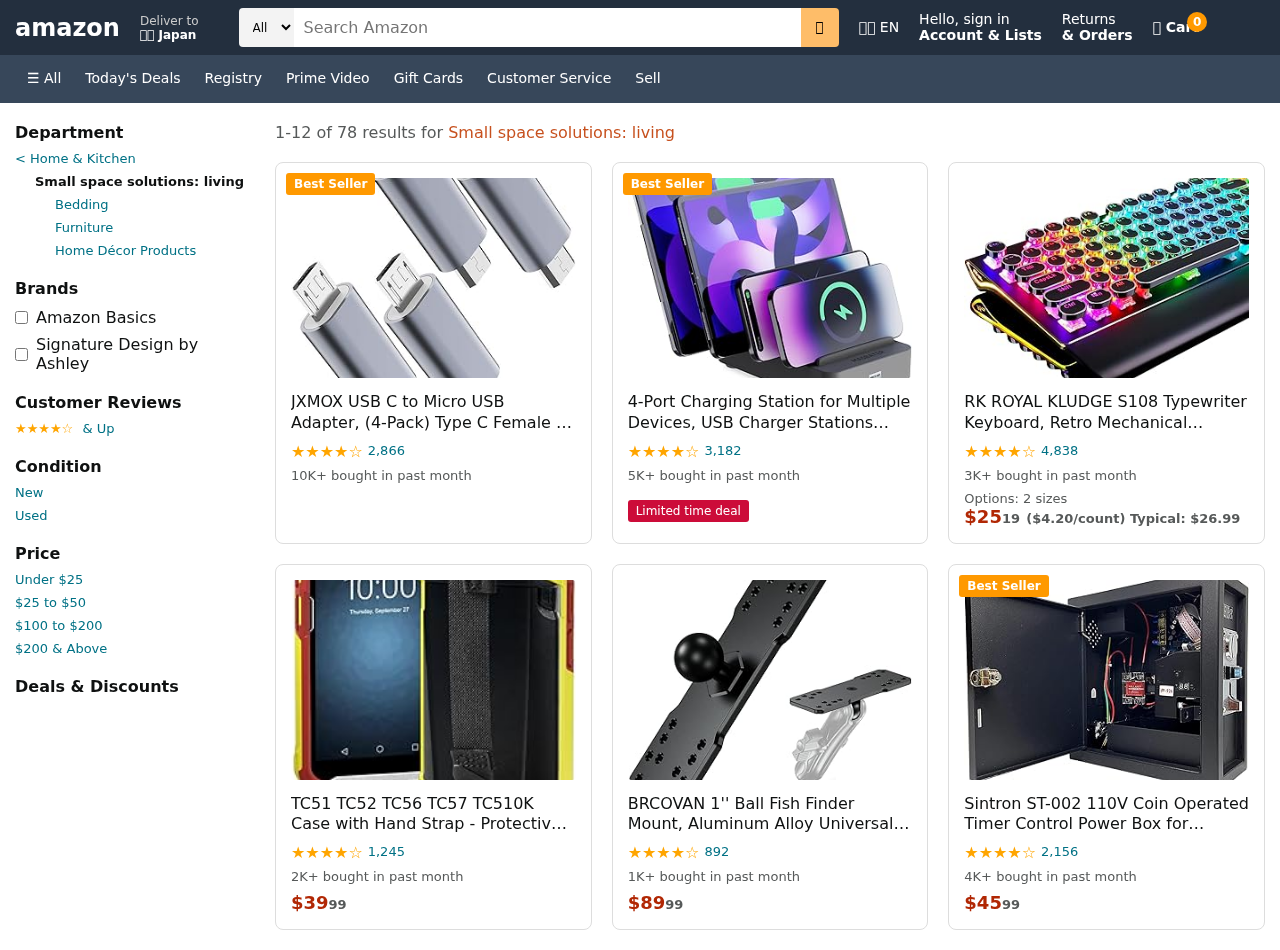 amazon
Deliver to
Japan
All
Search Amazon
EN
Hello, sign in
Account & Lists
Returns
& Orders
0
☰ All
Today's Deals
Registry
Prime Video
Gift Cards
Customer Service
Sell
Department
< Home & Kitchen
Small space solutions: living
Bedding
Furniture
Home Décor Products
Brands
Amazon Basics
Signature Design by
Ashley
Customer Reviews
★★★★☆ & Up
Condition
New
Used
Price
Under $25
$25 to $50
$100 to $200
$200 & Above
Deals & Discounts
1-12 of 78 results for Small space solutions: living
Best Seller
JXMOX USB C to Micro USB
Adapter, (4-Pack) Type C Female ...
★★★★☆ 2,866
10K+ bought in past month
Best Seller
4-Port Charging Station for Multiple
Devices, USB Charger Stations...
★★★★☆ 3,182
5K+ bought in past month
Limited time deal
RK ROYAL KLUDGE S108 Typewriter
Keyboard, Retro Mechanical...
★★★★☆ 4,838
3K+ bought in past month
Options: 2 sizes
$2519 ($4.20/count) Typical: $26.99
10:00
Thursday, September 27
TC51 TC52 TC56 TC57 TC510K
Case with Hand Strap - Protectiv...
★★★★☆ 1,245
2K+ bought in past month
$3999
BRCOVAN 1'' Ball Fish Finder
Mount, Aluminum Alloy Universal...
★★★★☆ 892
1K+ bought in past month
$8999
Best Seller
Sintron ST-002 110V Coin Operated
Timer Control Power Box for...
★★★★☆ 2,156
4K+ bought in past month
$4599